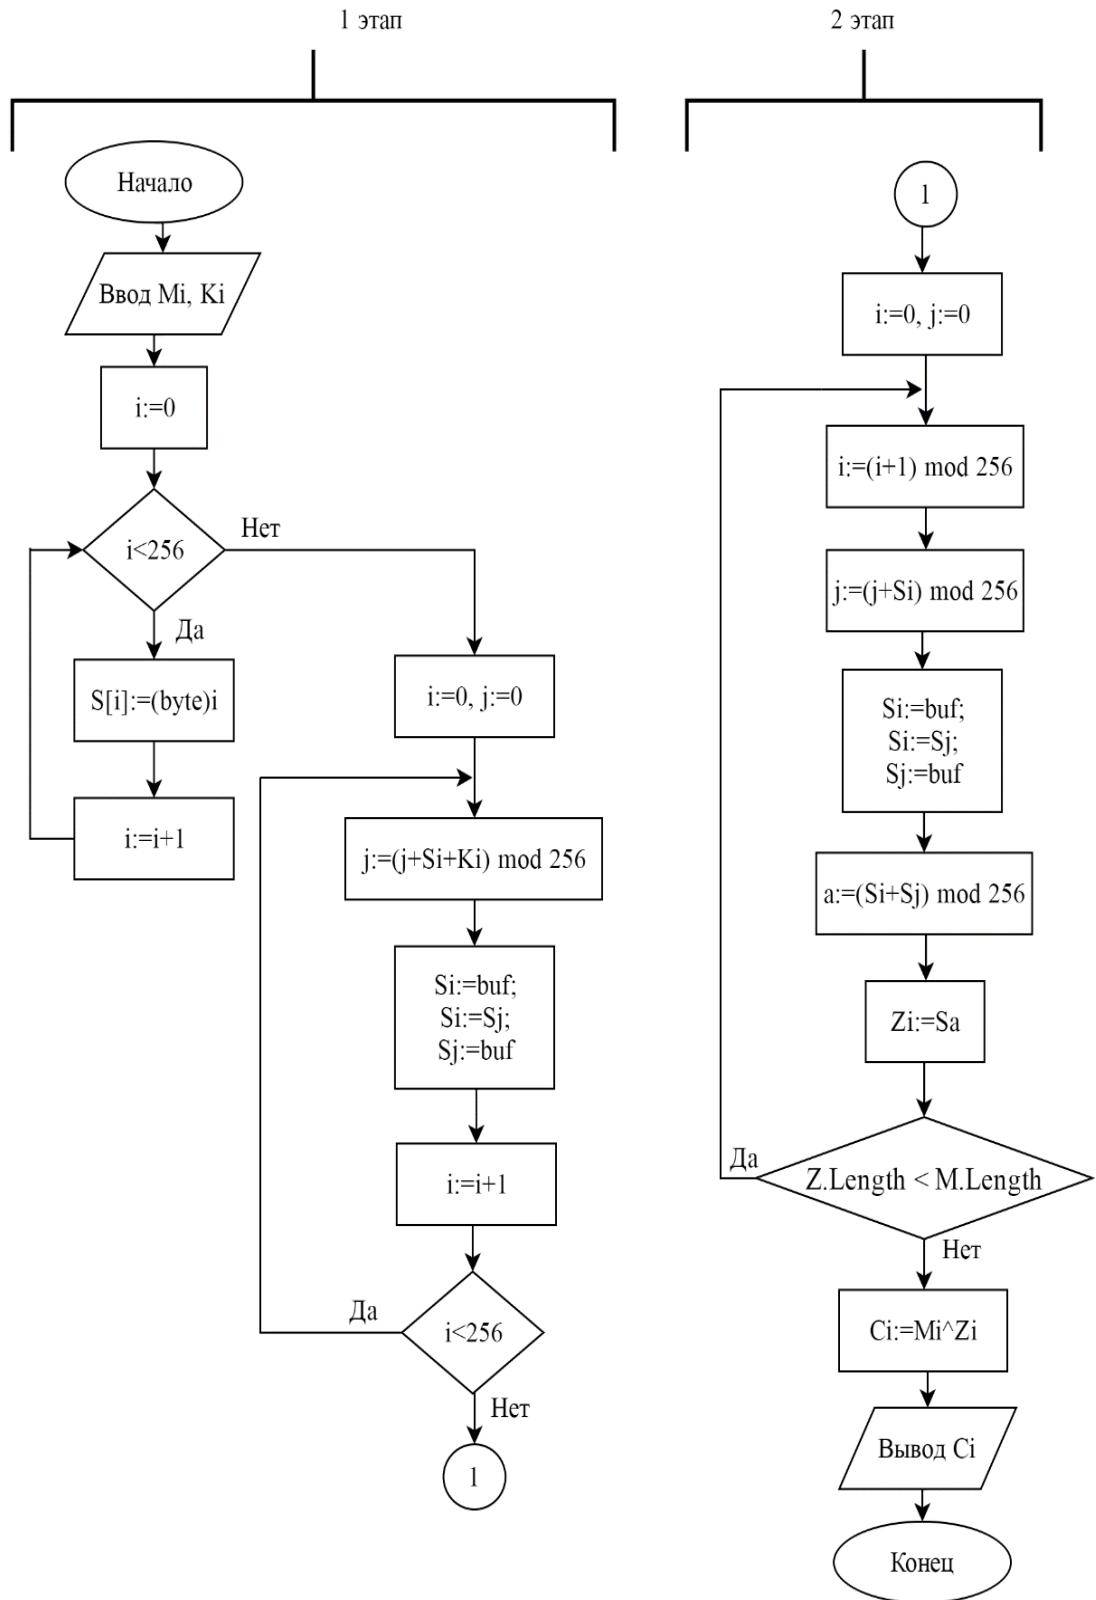 1 этап
Начало
Ввод Mi, Ki
i:=0
i<256
Нет
Да
S[i]:=(byte)i
i:=i+1
i:=0, j:=0
j:=(j+Si+Ki) mod 256
Si:=buf;
Si:=Sj;
Sj:=buf
i:=i+1
i<256
Да
Нет
1
2 этап
1
i:=0, j:=0
i:=(i+1) mod 256
j:=(j+Si) mod 256
Si:=buf;
Si:=Sj;
Sj:=buf
a:=(Si+Sj) mod 256
Zi:=Sa
Z.Length < M.Length
Да
Нет
Ci:=Mi^Zi
Вывод Ci
Конец